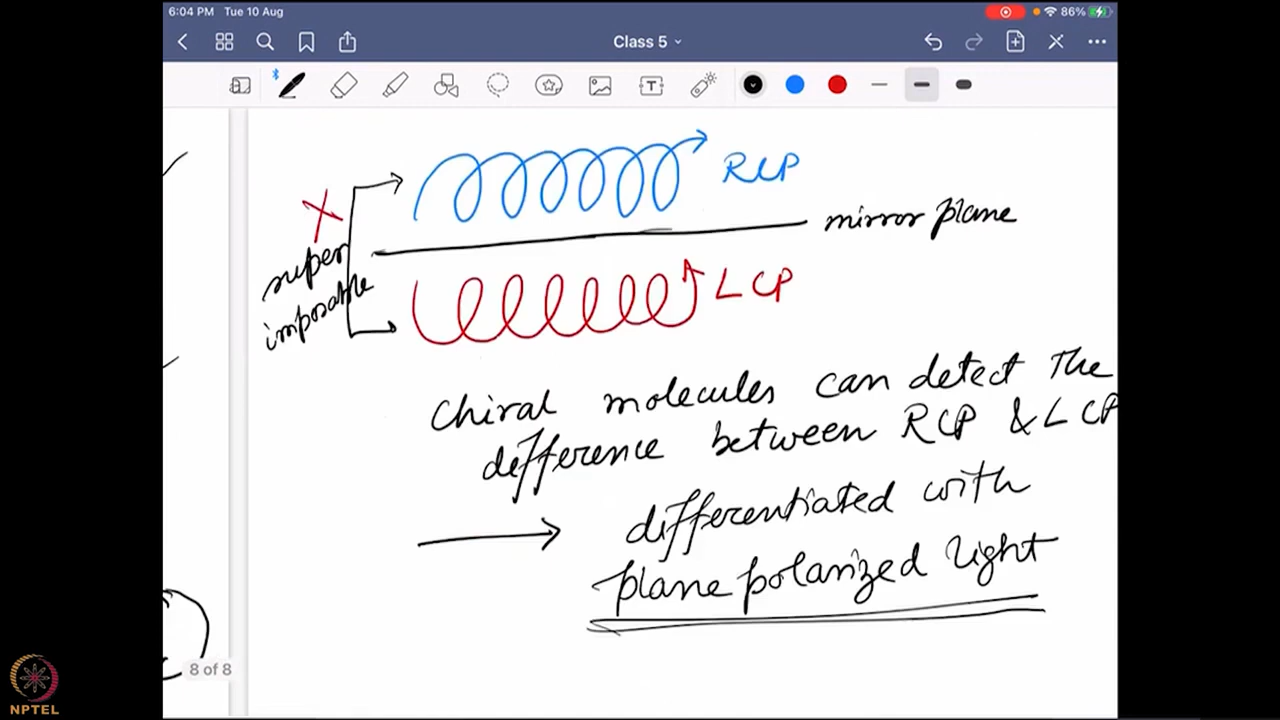 6:04 PM Tue 10 Aug
86%
Class 5
T
RCP
mirror plane
X
super
imposable
LCP
Chiral molecules can detect the
difference between RCP & LCP
differentiated with
plane polarized light
8 of 8
NPTEL